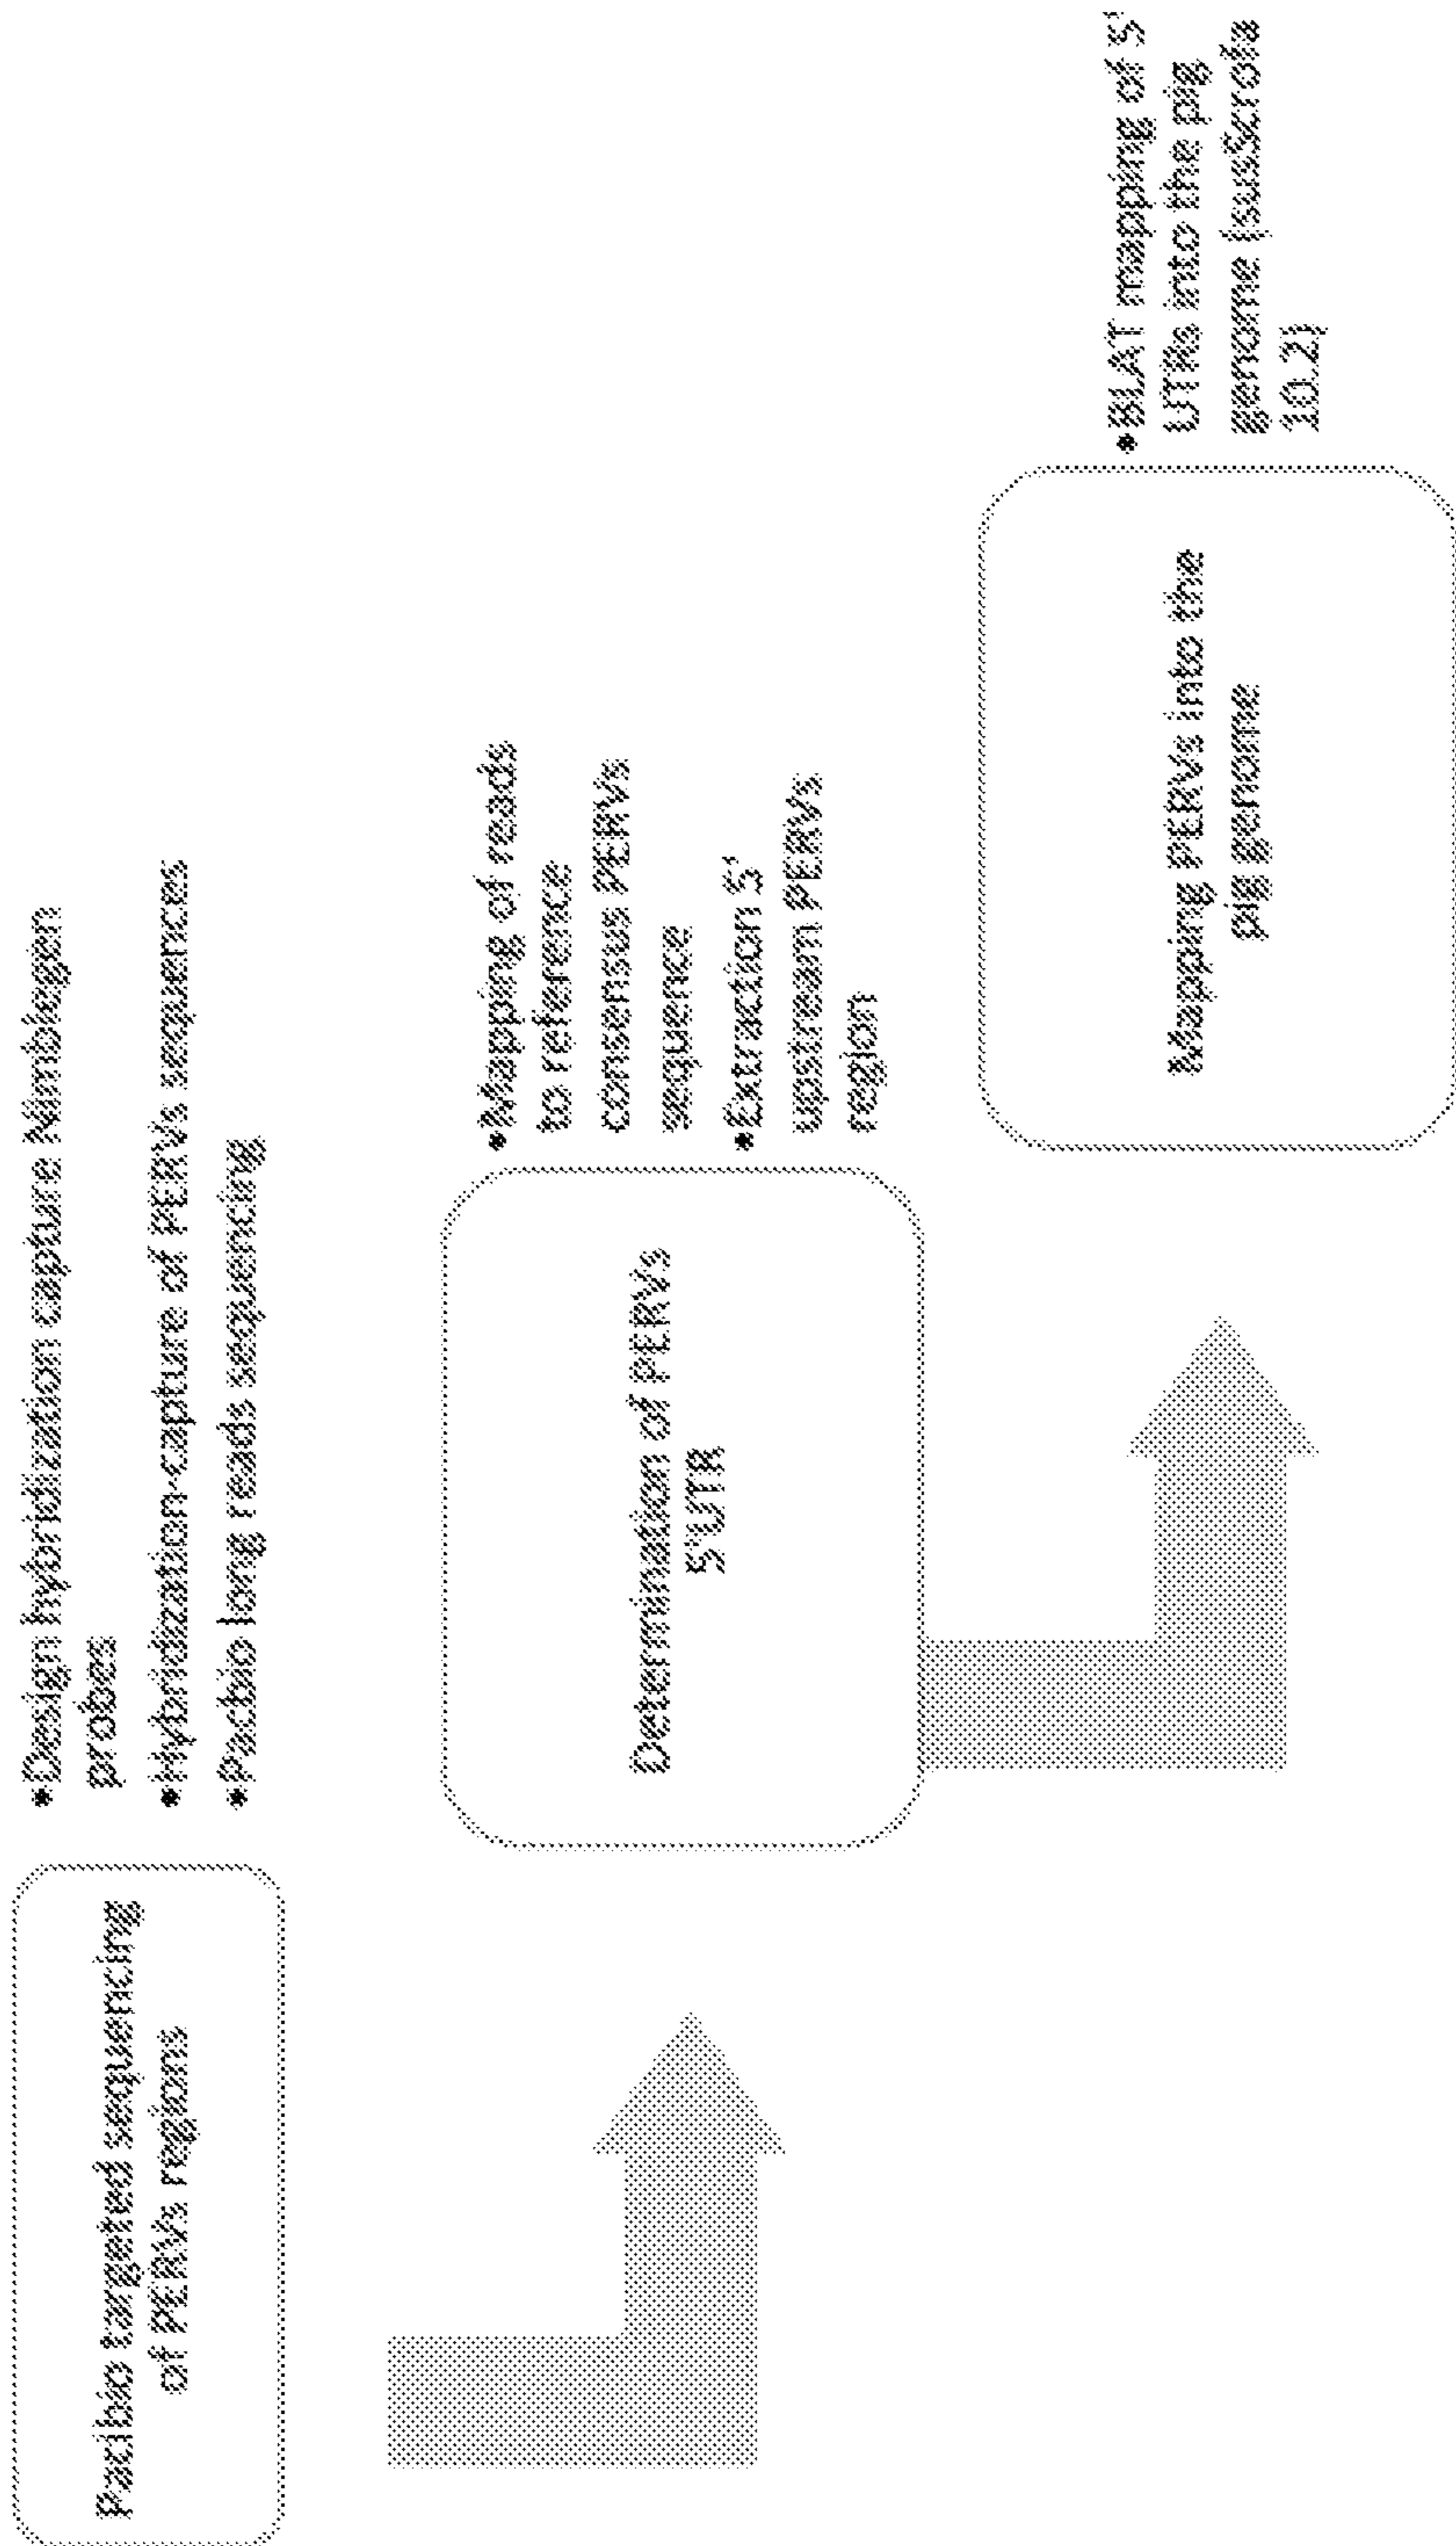 Pacibio targeted sequencing
of PERVs regions
•Design hybridization capture Nimblegen
probes
•Hybridization-capture of PERVs sequences
•Pacbio long reads sequencing
Determination of PERVs
5'UTR
•Mapping of reads
to reference
consensus PERVs
sequence
•Extraction 5'
upstream PERVs
region
Mapping PERVs into the
pig genome
•BLAT mapping of 5'
UTRs into the pig
genome (susScrofa
10.2)